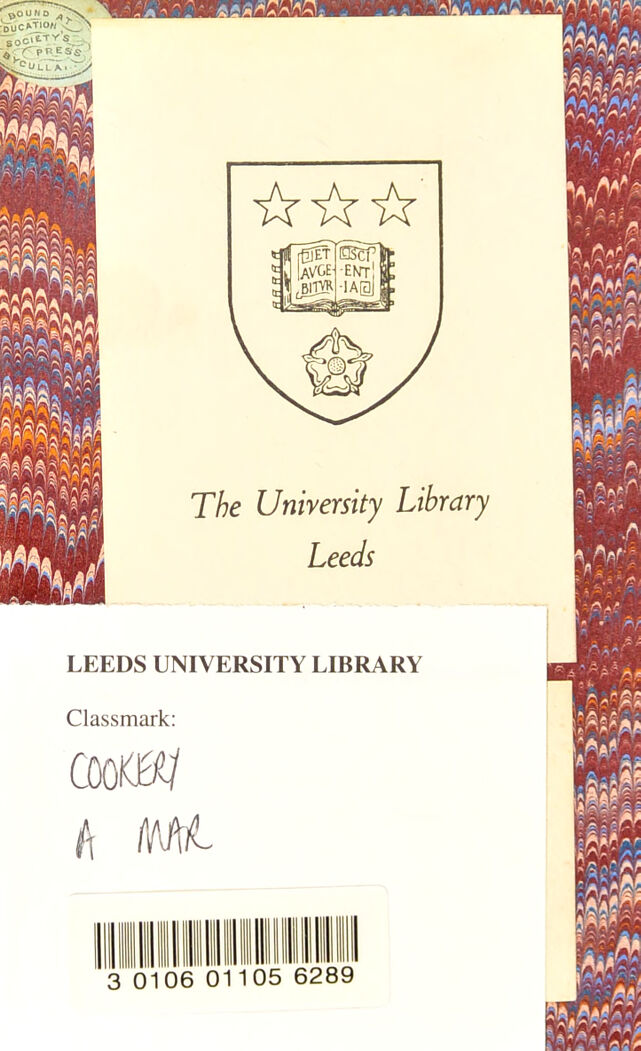 BOUND AT
DUCATION
SOCIETY'S
PRESS
BYCULLA.
ET SCI
AVGE- -ENT
BITVR -IA
The University Library
Leeds
LEEDS UNIVERSITY LIBRARY
Classmark:
COOKERY
A MAR
3 0106 01105 6289